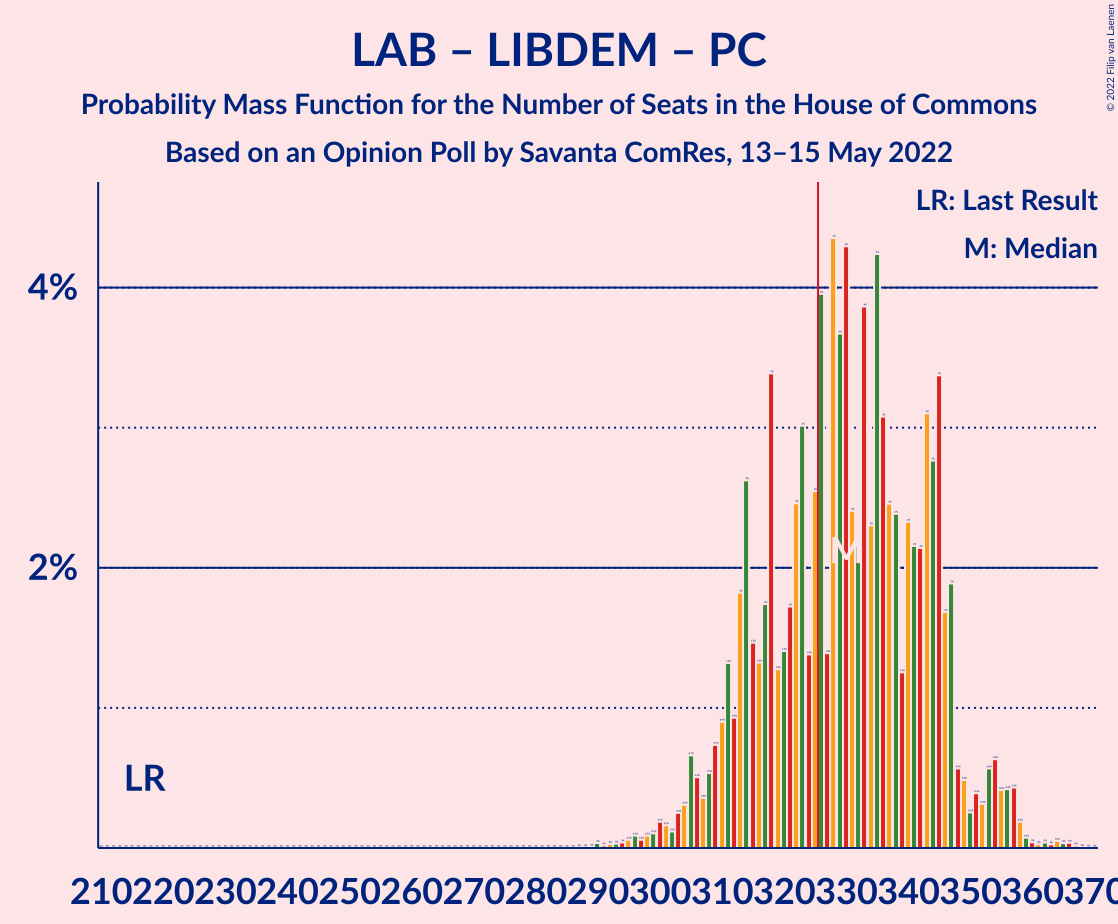 LAB – LIBDEM – PC
Probability Mass Function for the Number of Seats in the House of Commons
Based on an Opinion Poll by Savanta ComRes, 13–15 May 2022
© 2022 Filip van Laenen
LR: Last Result
M: Median
4%
2%
M
LR
210220230240250260270280290300310320330340350360370